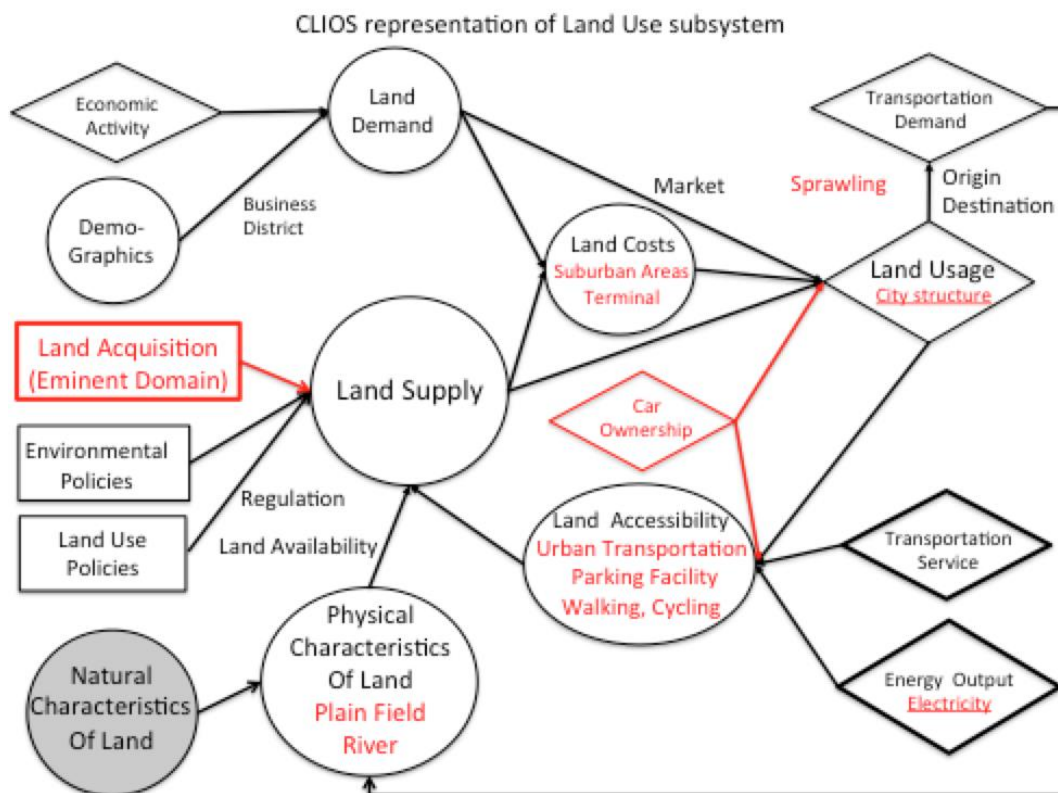 CLIOS representation of Land Use subsystem
Economic
Activity
Land
Demand
Transportation
Demand
Demo-
Graphics
Business
District
Market
Sprawling
Origin
Destination
Land Costs
Suburban Areas
Terminal
Land Usage
City structure
Land Acquisition
(Eminent Domain)
Land Supply
Car
Ownership
Environmental
Policies
Regulation
Land Use
Policies
Land Availability
Land Accessibility
Urban Transportation
Parking Facility
Walking, Cycling
Transportation
Service
Physical
Characteristics
Of Land
Plain Field
River
Natural
Characteristics
Of Land
Energy Output
Electricity